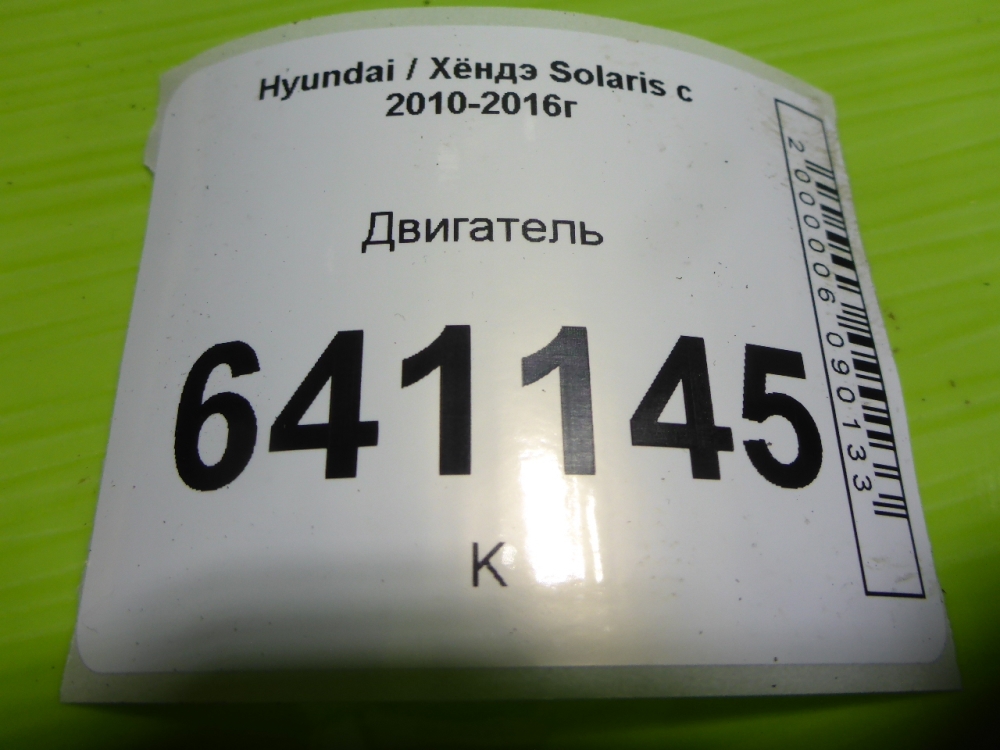 Hyundai / Хёндэ Solaris с
2010-2016г
Двигатель
641145
К
2000006090133